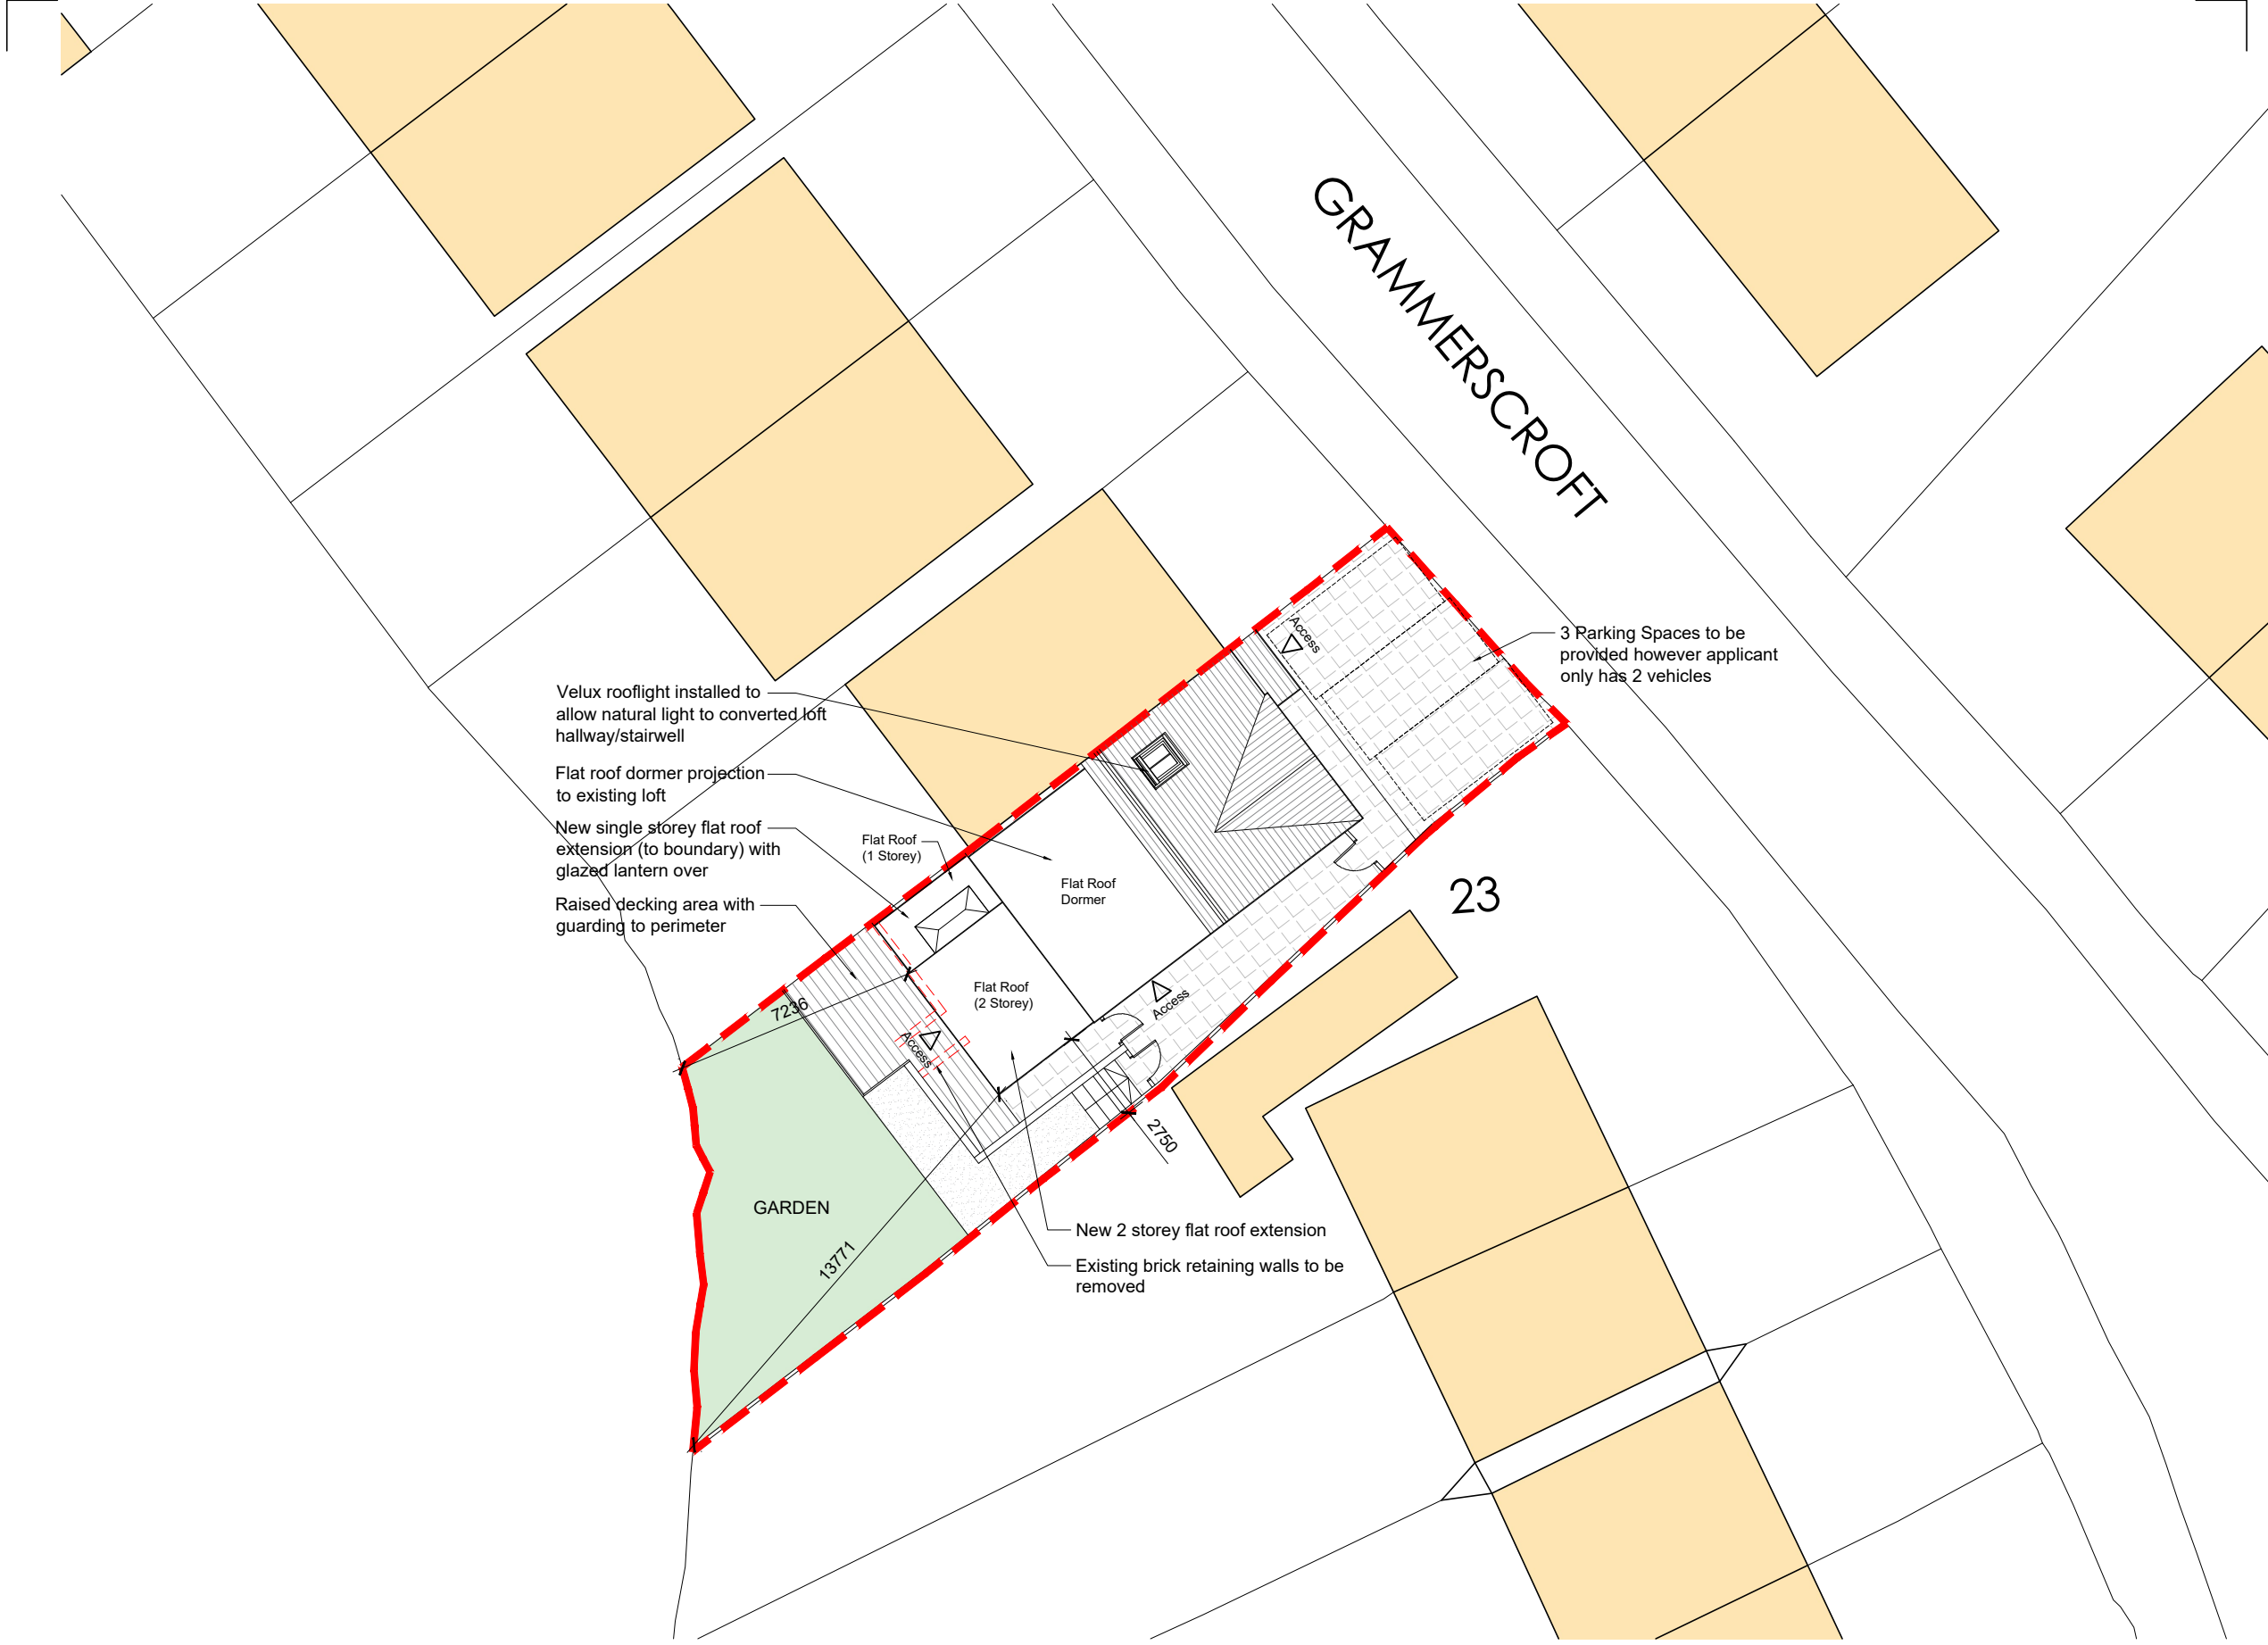 GRAMMERSCROFT
Access
3 Parking Spaces to be
provided however applicant
only has 2 vehicles
Velux rooflight installed to
allow natural light to converted loft
hallway/stairwell
Flat roof dormer projection
to existing loft
New single storey flat roof
extension (to boundary) with
glazed lantern over
Raised decking area with
guarding to perimeter
Flat Roof
(1 Storey)
Flat Roof
Dormer
23
Flat Roof
(2 Storey)
Access
7236
Access
2750
GARDEN
13771
New 2 storey flat roof extension
Existing brick retaining walls to be
removed